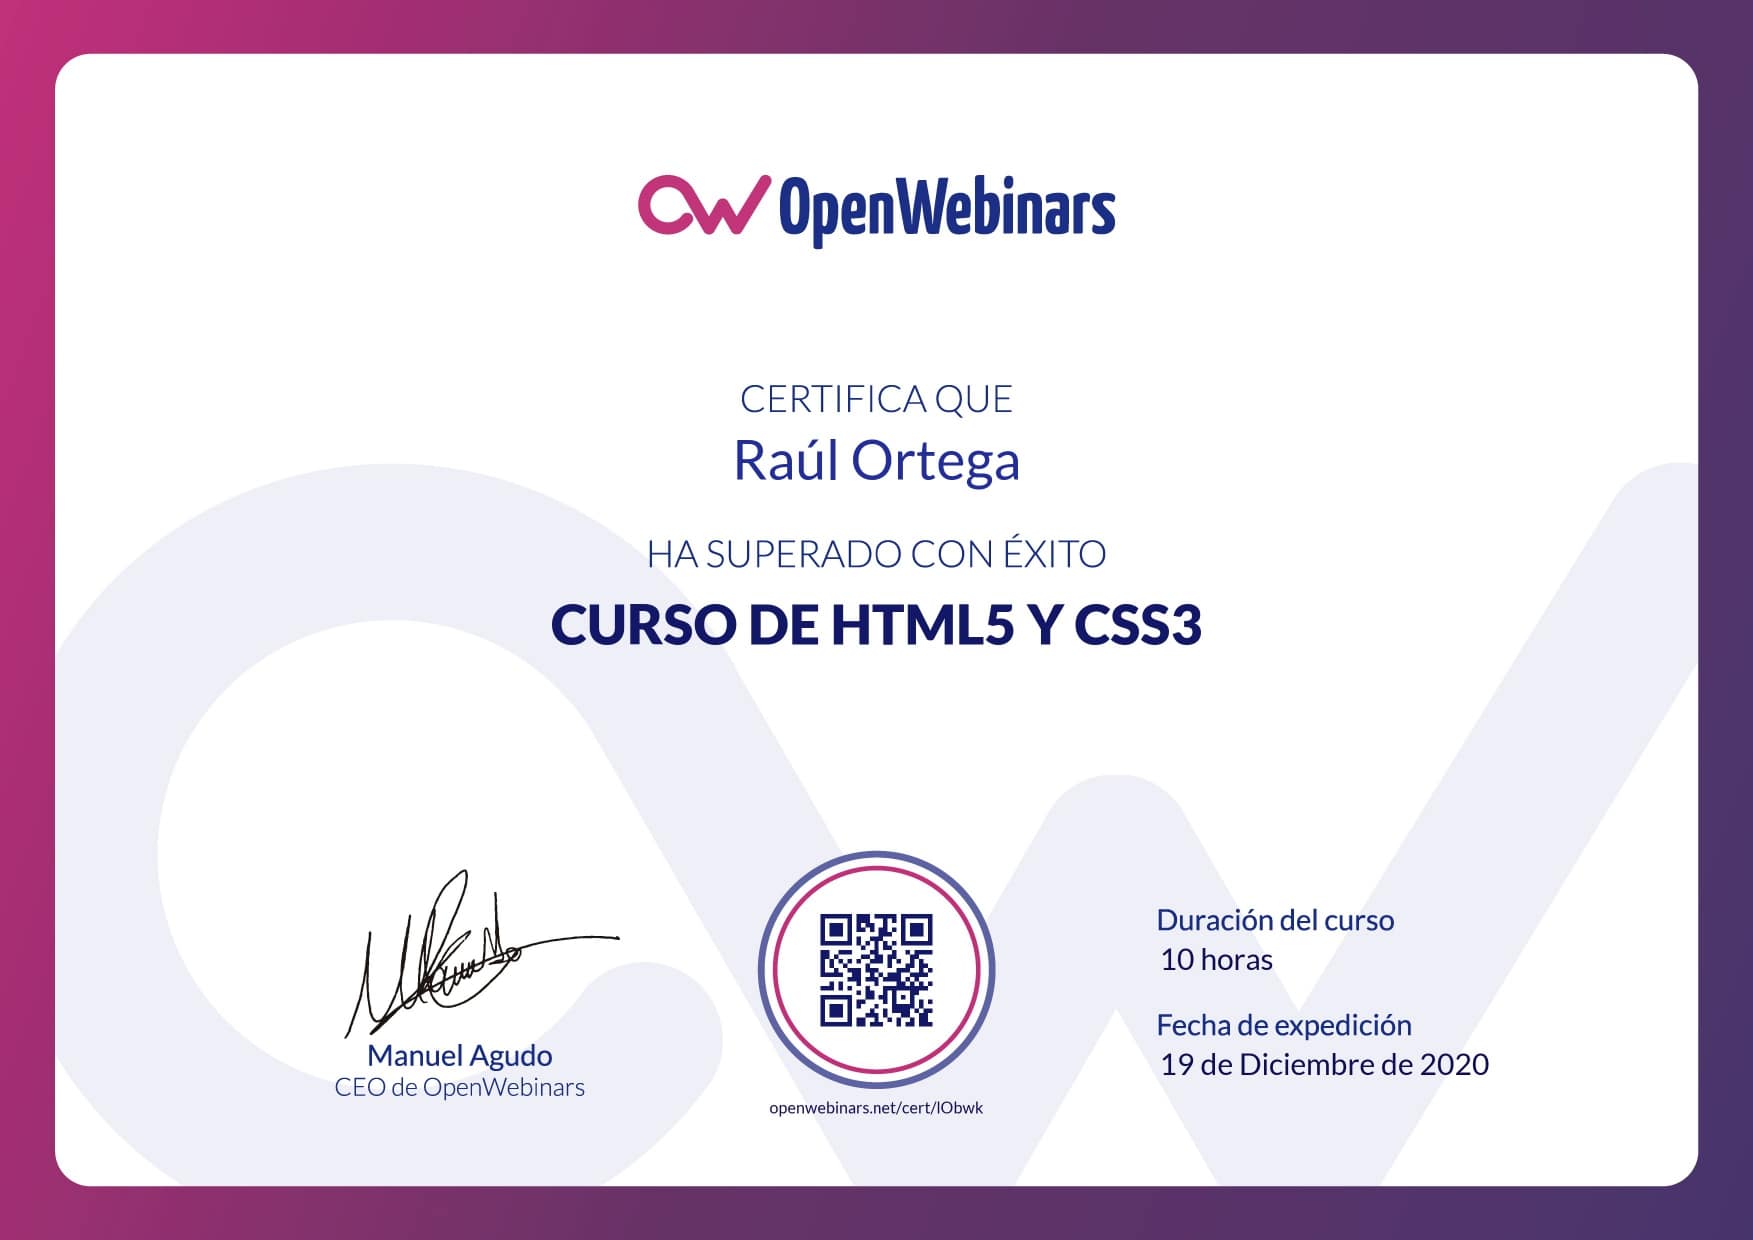 OpenWebinars
CERTIFICA QUE
Raúl Ortega
HA SUPERADO CON ÉXITO
CURSO DE HTML5 Y CSS3
Manuel Agudo
CEO de OpenWebinars
openwebinars.net/cert/lObwk
Duración del curso
10 horas
Fecha de expedición
19 de Diciembre de 2020